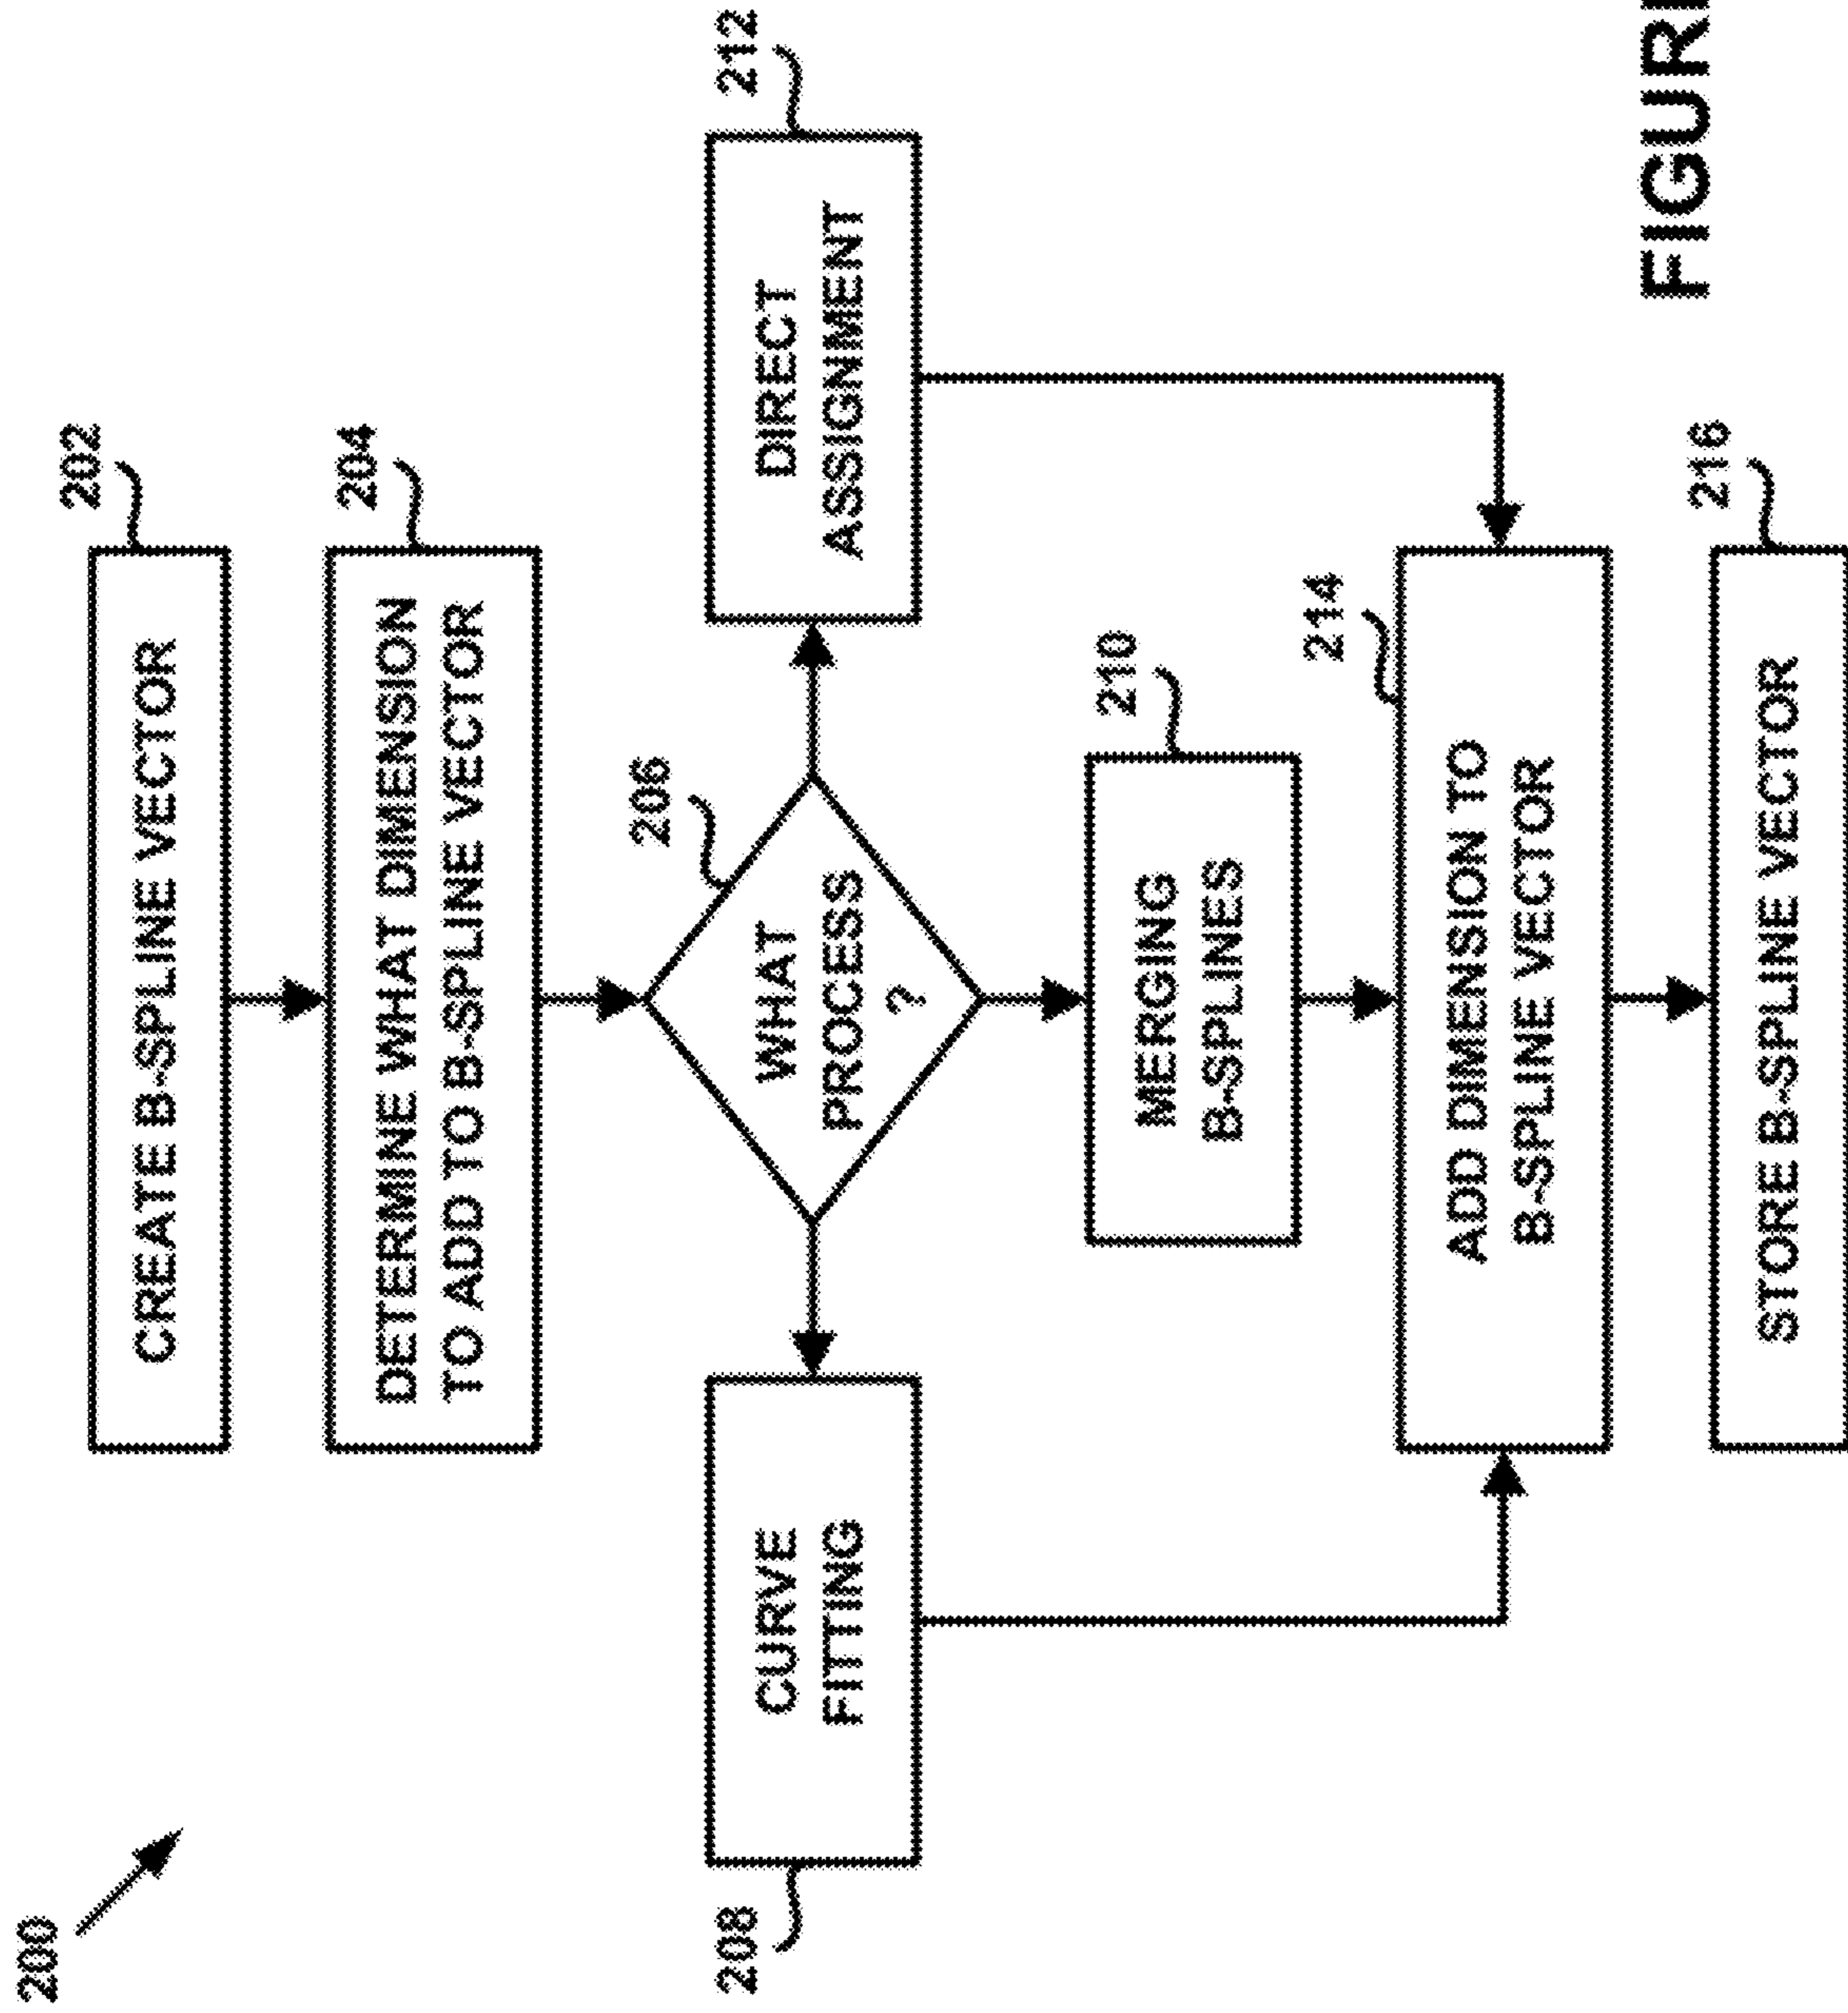 200
202
CREATE B-SPLINE VECTOR
204
DETERMINE WHAT DIMENSION
TO ADD TO B-SPLINE VECTOR
206
WHAT
PROCESS
?
208
CURVE
FITTING
212
DIRECT
ASSIGNMENT
210
MERGING
B-SPLINES
214
ADD DIMENSION TO
B-SPLINE VECTOR
216
STORE B-SPLINE VECTOR